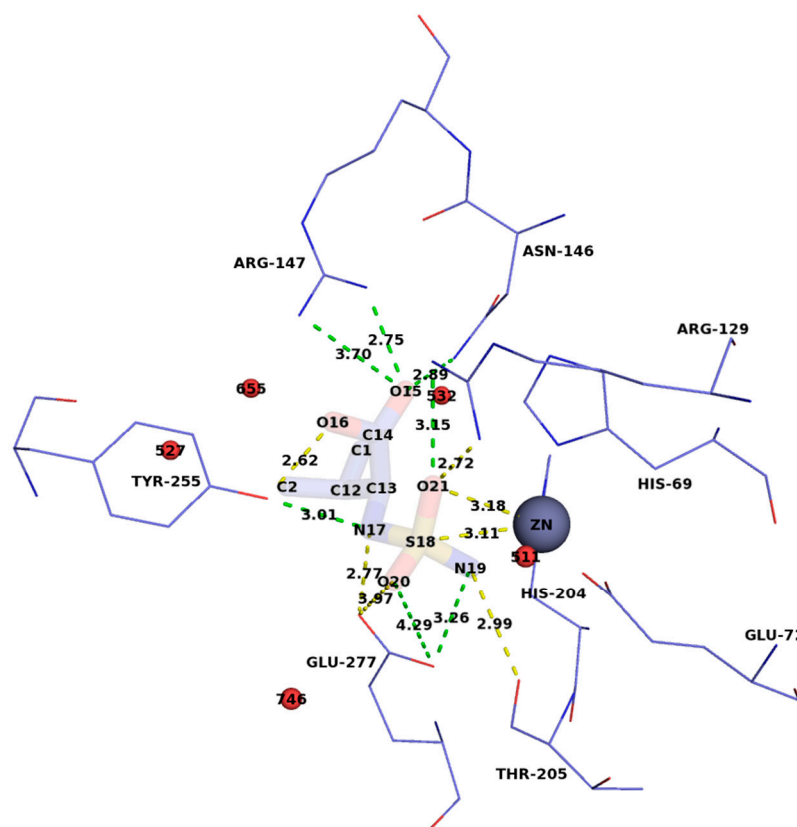 ASN-146
ARG-147
ARG-129
2.75
3.70
2.89
655
O15
532
O16
3.15
C14
C1
527
2.62
2.72
TYR-255
C2
C12
C13
O21
HIS-69
3.18
3.01
N17
ZN
S18
3.11
511
2.77
O20
N19
3.97
HIS-204
4.29
3.26
2.99
GLU-277
746
THR-205